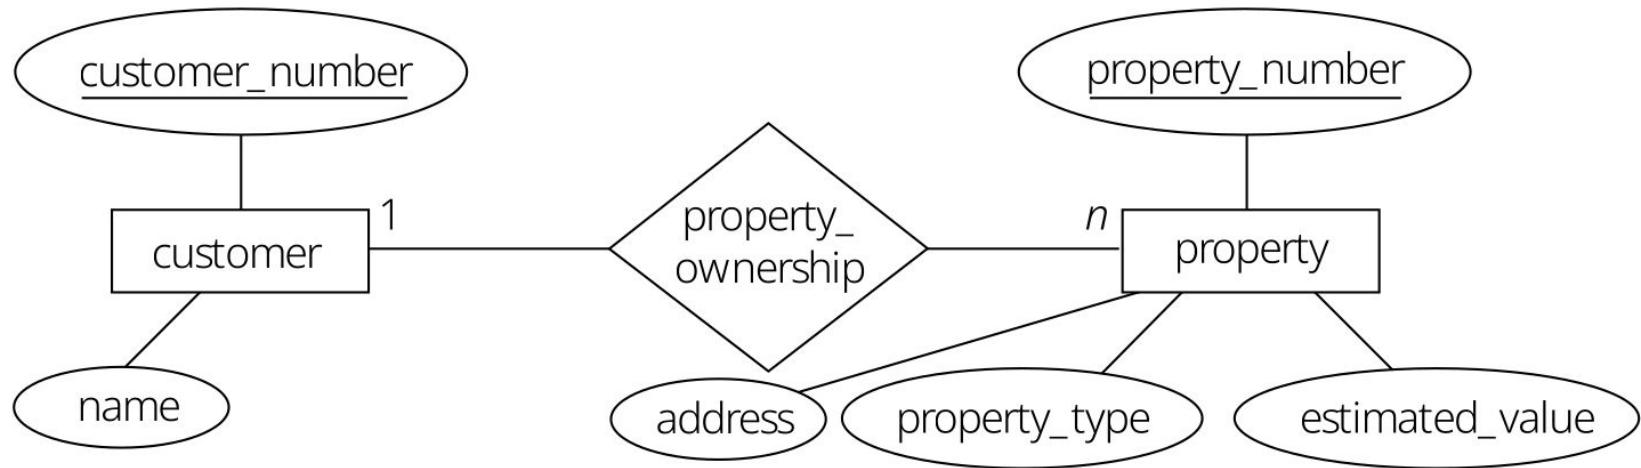 customer_number
property_number
customer
1
property_
ownership
n
property
name
address
property_type
estimated_value